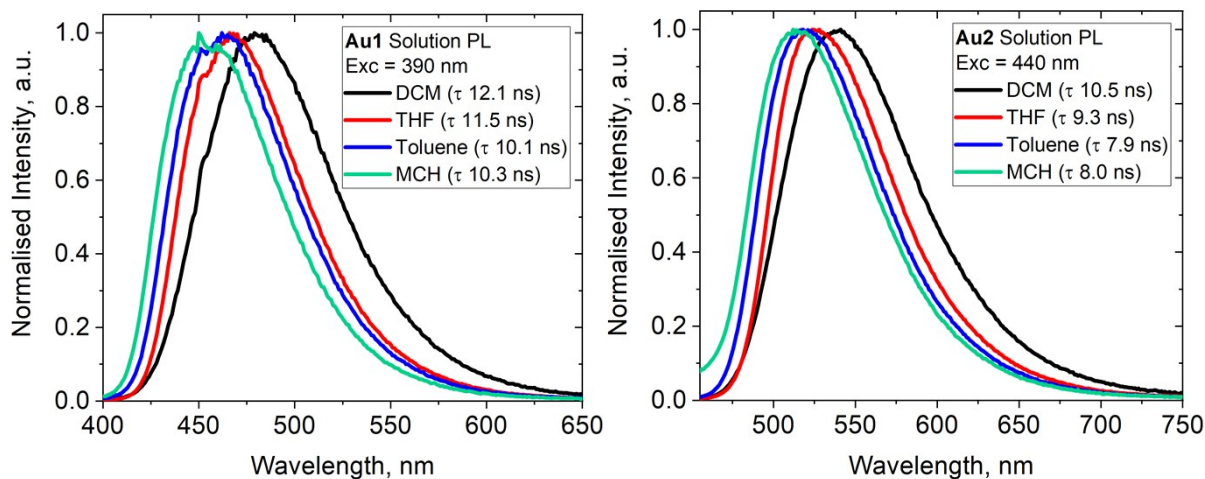 Au1 Solution PL
Exc = 390 nm
DCM (τ 12.1 ns)
THF (τ 11.5 ns)
Toluene (τ 10.1 ns)
MCH (τ 10.3 ns)
Normalised Intensity, a.u.
1.0
0.8
0.6
0.4
0.2
0.0
400 450 500 550 600 650
Wavelength, nm
Au2 Solution PL
Exc = 440 nm
DCM (τ 10.5 ns)
THF (τ 9.3 ns)
Toluene (τ 7.9 ns)
MCH (τ 8.0 ns)
Normalised Intensity, a.u.
1.0
0.8
0.6
0.4
0.2
0.0
500 550 600 650 700 750
Wavelength, nm